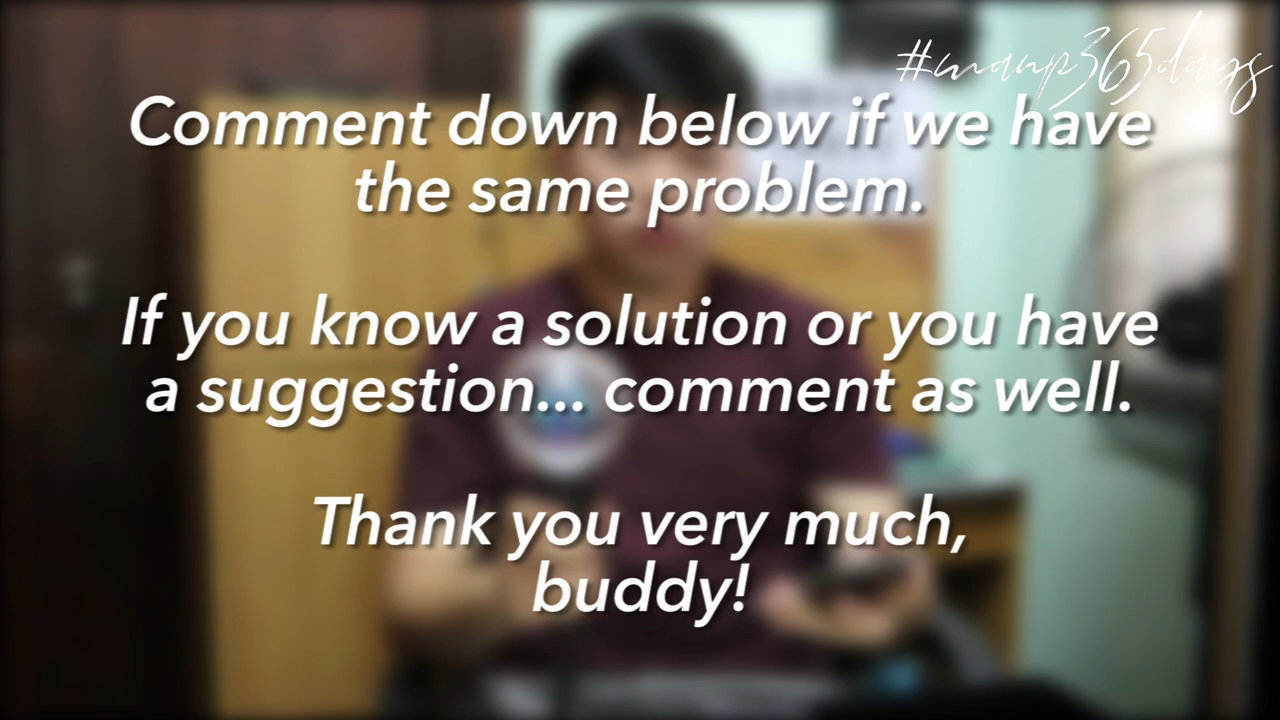 #manp365days
Comment down below if we have
the same problem.
If you know a solution or you have
a suggestion... comment as well.
Thank you very much,
buddy!